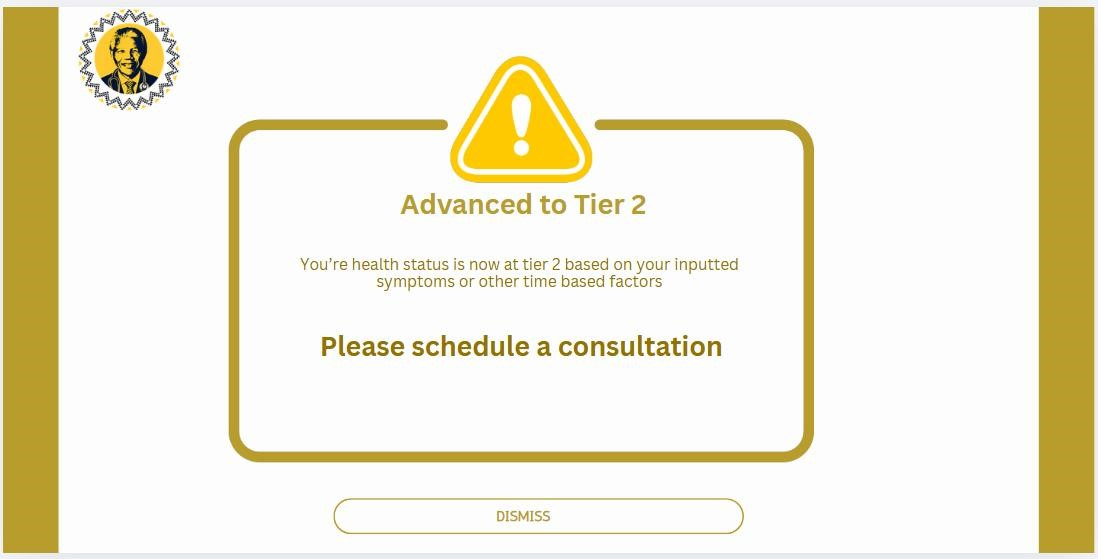 Advanced to Tier 2
You’re health status is now at tier 2 based on your inputted
symptoms or other time based factors
Please schedule a consultation
DISMISS